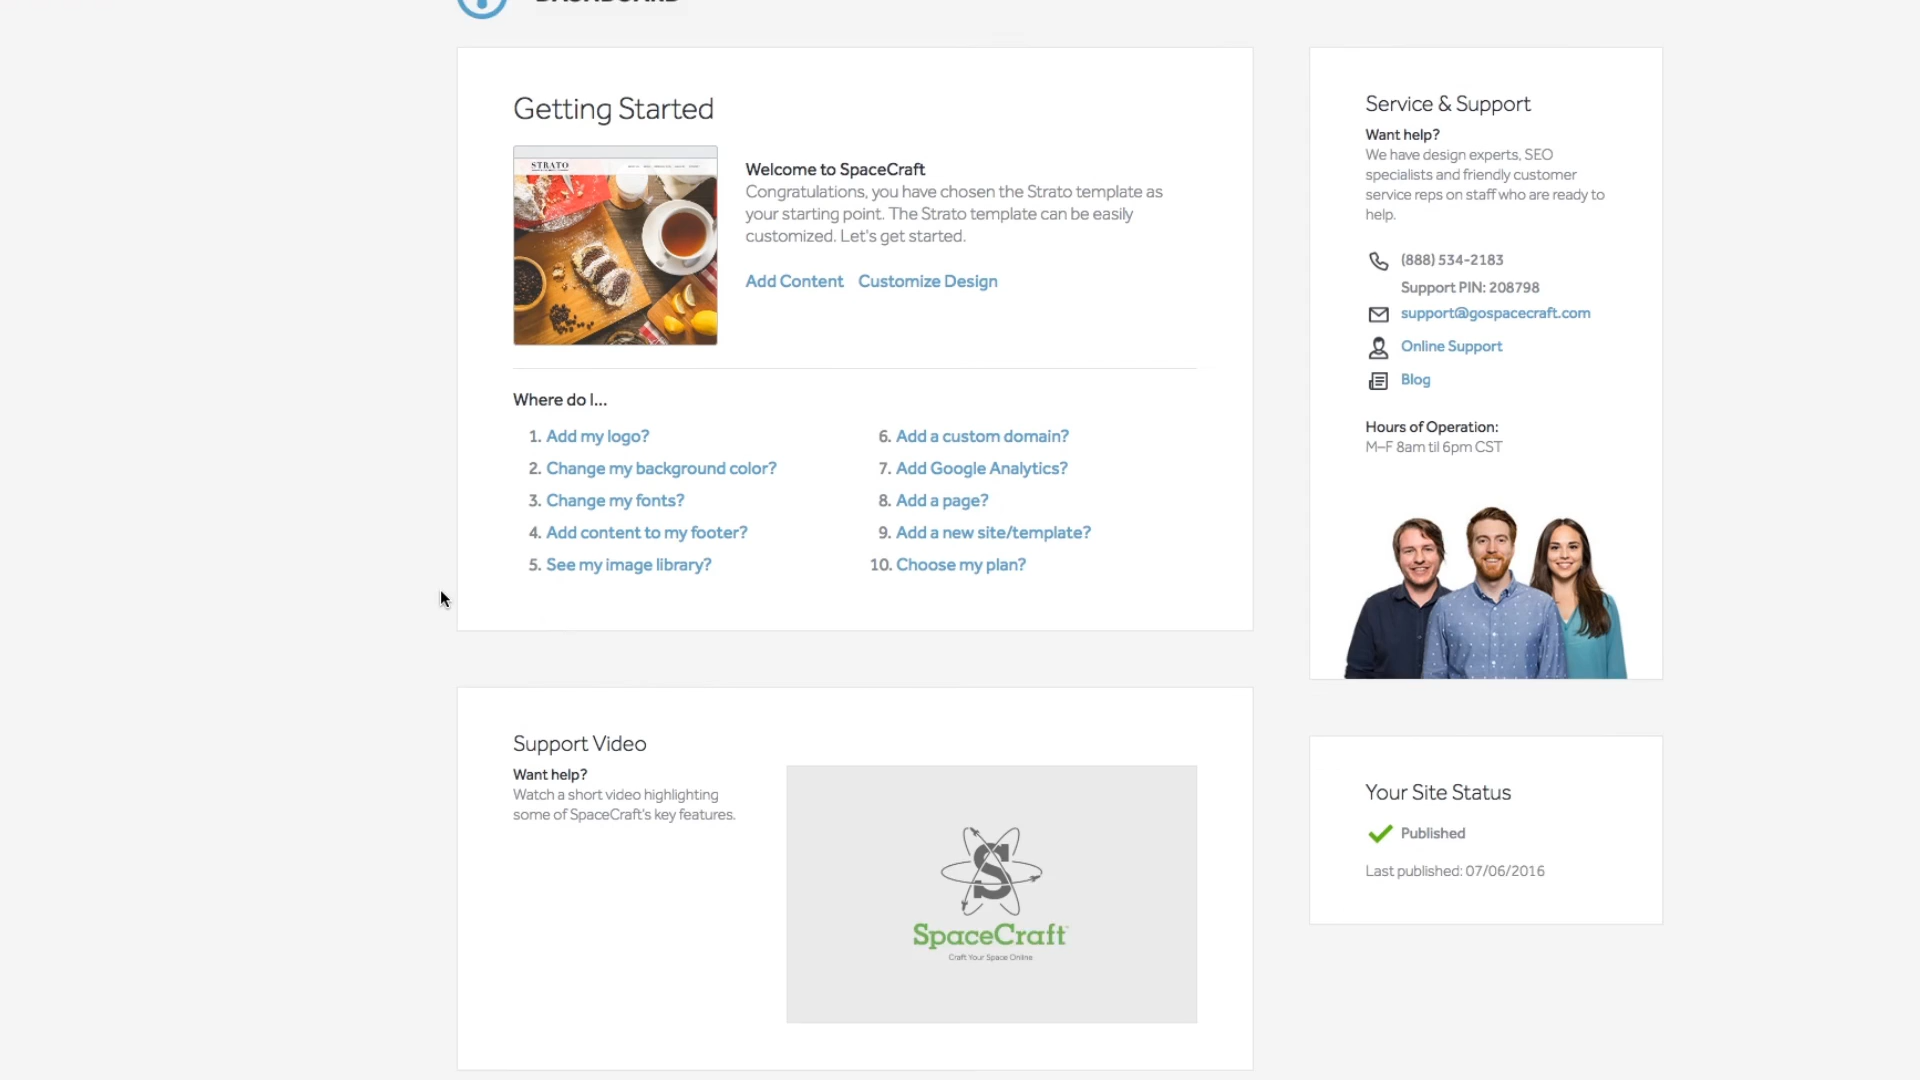 Getting Started
STRATO
Welcome to SpaceCraft
Congratulations, you have chosen the Strato template as
your starting point. The Strato template can be easily
customized. Let's get started.
Add Content Customize Design
Where do I...
1. Add my logo?
2. Change my background color?
3. Change my fonts?
4. Add content to my footer?
5. See my image library?
6. Add a custom domain?
7. Add Google Analytics?
8. Add a page?
9. Add a new site/template?
10. Choose my plan?
Service & Support
Want help?
We have design experts, SEO
specialists and friendly customer
service reps on staff who are ready to
help.
(888) 534-2183
Support PIN: 208798
support@gospacecraft.com
Online Support
Blog
Hours of Operation:
M–F 8am til 6pm CST
Support Video
Want help?
Watch a short video highlighting
some of SpaceCraft's key features.
S
SpaceCraft
Craft Your Space Online
Your Site Status
Published
Last published: 07/06/2016